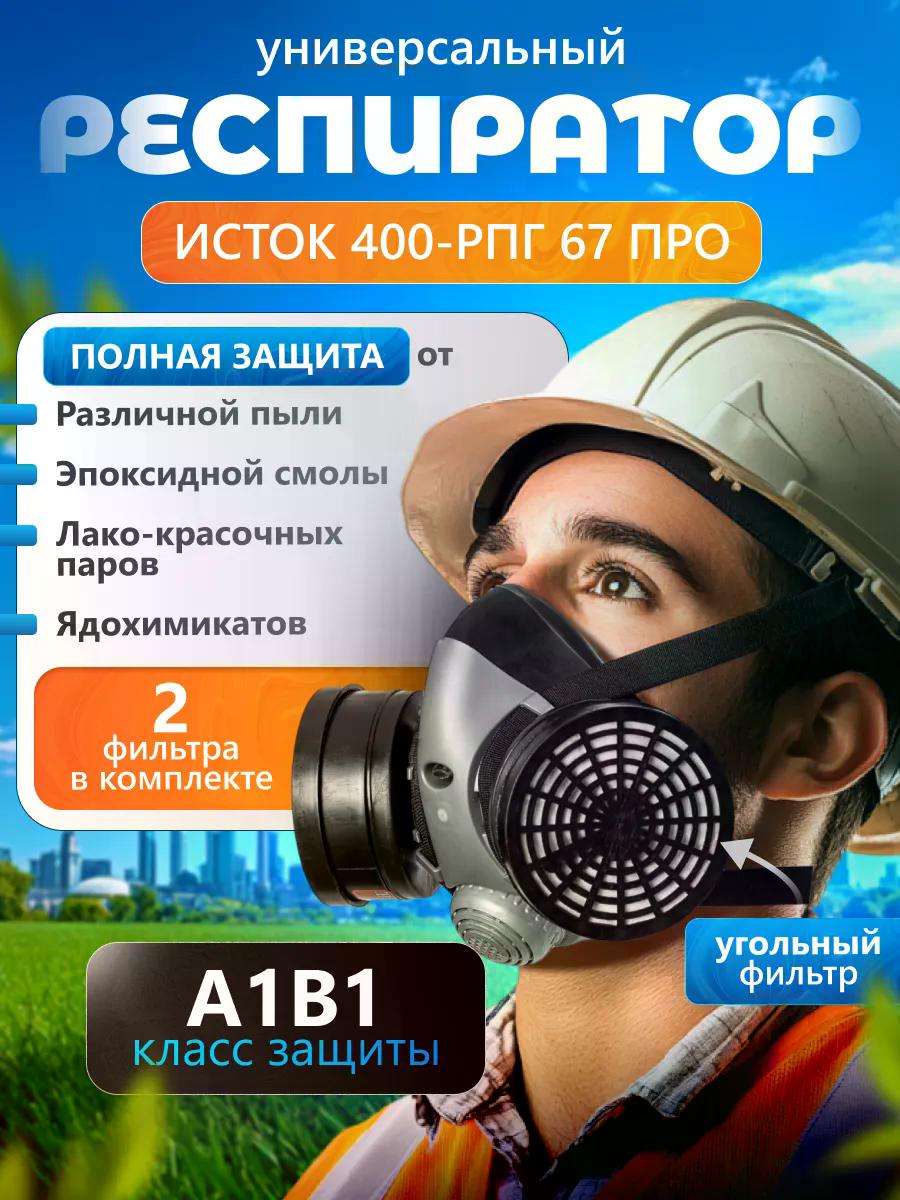 универсальный
РЕСПИРАТОР
ИСТОК 400-РПГ 67 ПРО
ПОЛНАЯ ЗАЩИТА от
Различной пыли
Эпоксидной смолы
Лако-красочных
паров
Ядохимикатов
2
фильтра
в комплекте
угольный
фильтр
А1В1
класс защиты